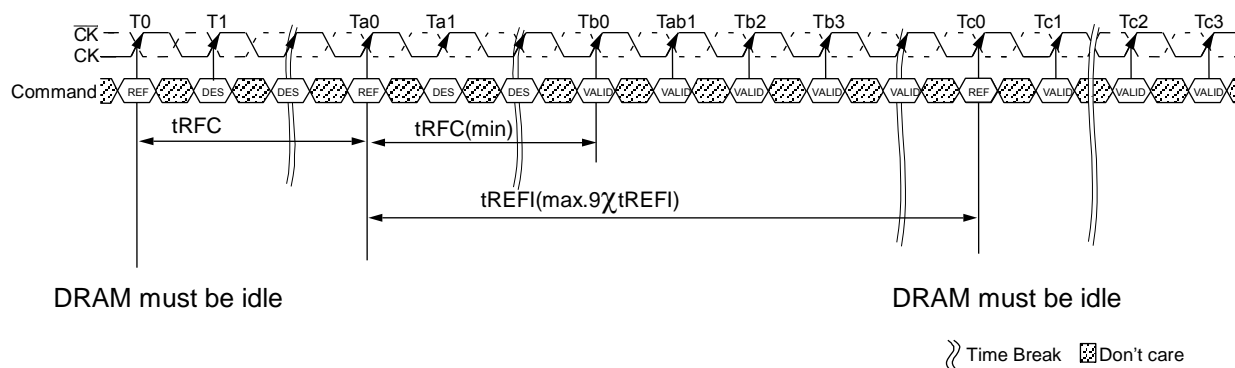 T0 T1 Ta0 Ta1 Tb0 Tab1 Tb2 Tb3 Tc0 Tc1 Tc2 Tc3
CK
CK
Command REF DES DES REF DES DES VALID VALID VALID VALID VALID REF VALID VALID VALID
tRFC tRFC(min)
tREFI(max.9χtREFI)
DRAM must be idle DRAM must be idle
Time Break Don't care